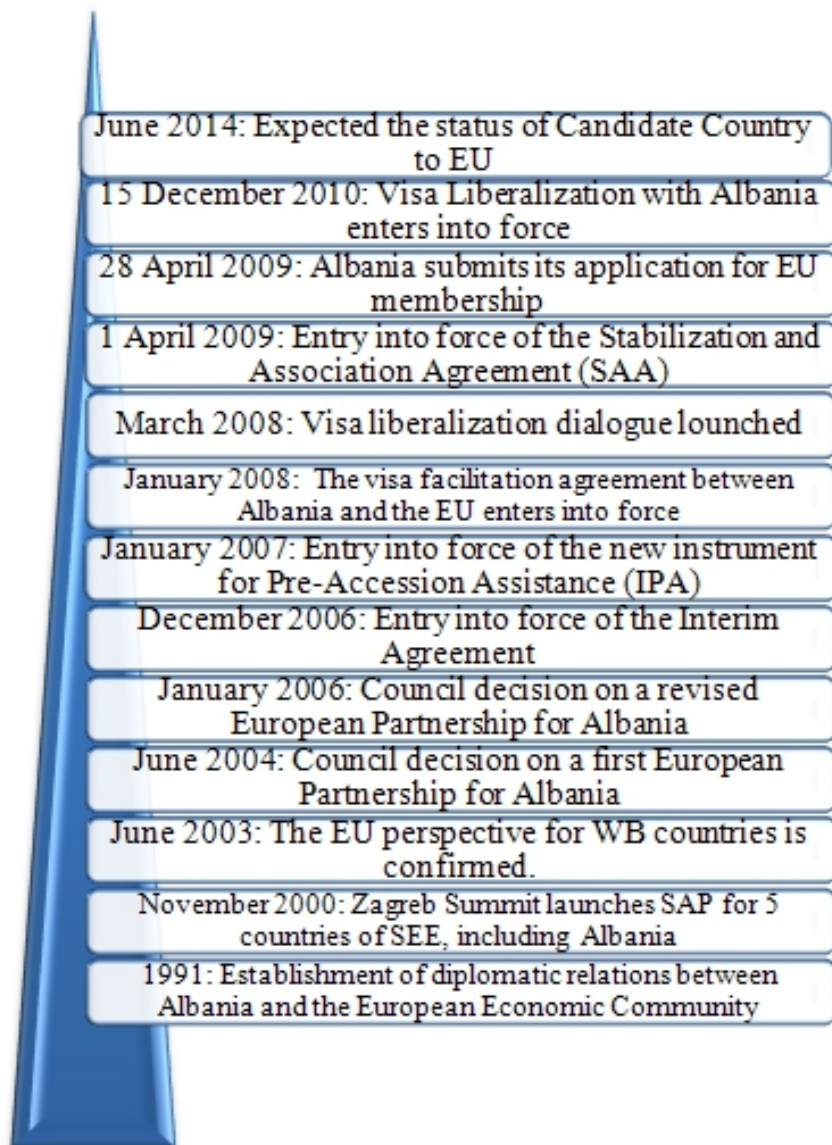 June 2014: Expected the status of Candidate Country
to EU
15 December 2010: Visa Liberalization with Albania
enters into force
28 April 2009: Albania submits its application for EU
membership
1 April 2009: Entry into force of the Stabilization and
Association Agreement (SAA)
March 2008: Visa liberalization dialogue lounched
January 2008: The visa facilitation agreement between
Albania and the EU enters into force
January 2007: Entry into force of the new instrument
for Pre-Accession Assistance (IPA)
December 2006: Entry into force of the Interim
Agreement
January 2006: Council decision on a revised
European Partnership for Albania
June 2004: Council decision on a first European
Partnership for Albania
June 2003: The EU perspective for WB countries is
confirmed.
November 2000: Zagreb Summit launches SAP for 5
countries of SEE, including Albania
1991: Establishment of diplomatic relations between
Albania and the European Economic Community